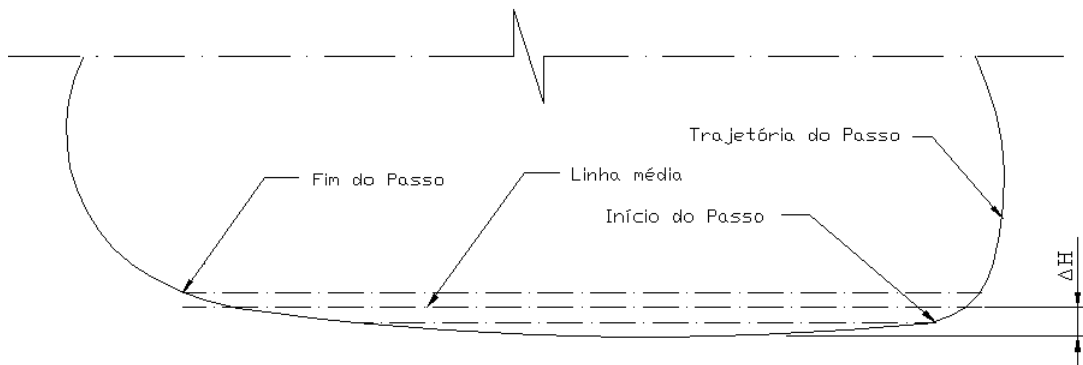 Trajetória do Passo
Fim do Passo
Linha média
Início do Passo
ΔH